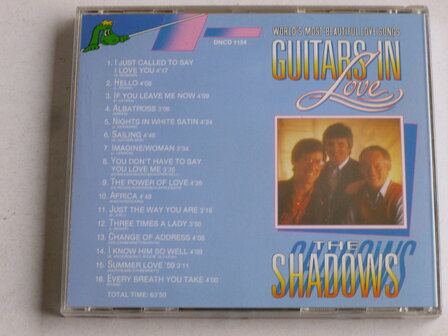 DNCD 1154
WORLD'S MOST BEAUTIFUL LOVE SONGS
GUITARS IN
Love
1. I JUST CALLED TO SAY
I LOVE YOU 4'17
2. HELLO 4'08
3. IF YOU LEAVE ME NOW 4'09
4. ALBATROSS 3'06
5. NIGHTS IN WHITE SATIN 4'24
6. SAILING 4'46
7. IMAGINE/WOMAN 3'34
8. YOU DON'T HAVE TO SAY
YOU LOVE ME 3'35
9. THE POWER OF LOVE 4'35
10. AFRICA 4'48
11. JUST THE WAY YOU ARE 3'16
12. THREE TIMES A LADY 3'50
13. CHANGE OF ADDRESS 4'08
14. I KNOW HIM SO WELL 4'09
15. SUMMER LOVE '59 3'11
16. EVERY BREATH YOU TAKE 4'00
TOTAL TIME: 63'50
THE
SHADOWS